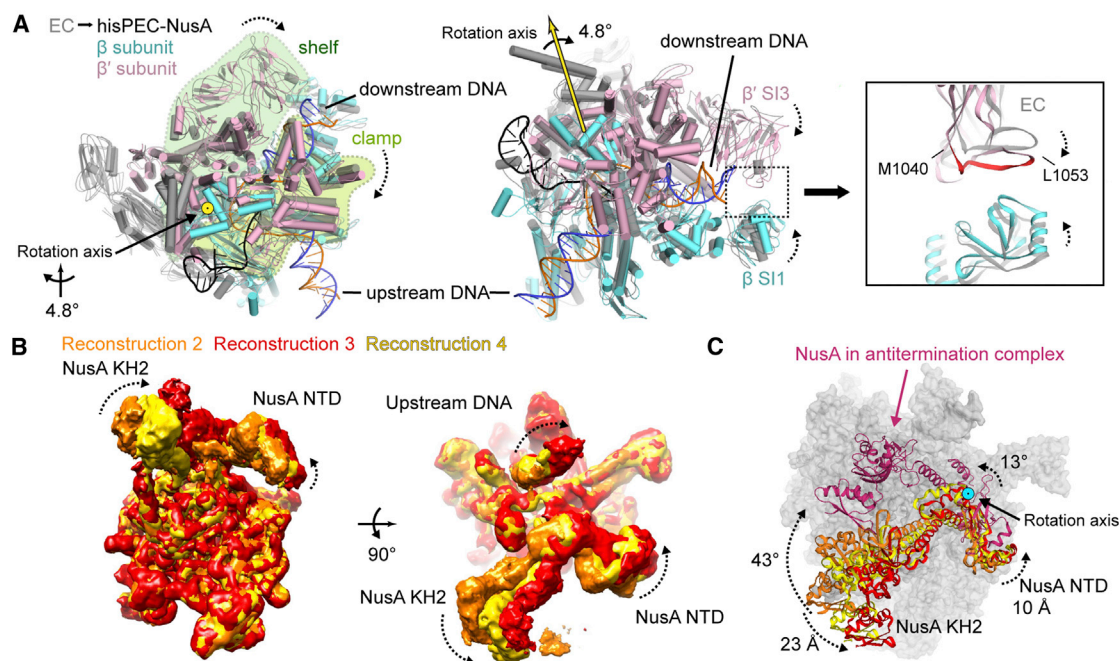 A
EC → hisPEC-NusA
β subunit
β' subunit
shelf
downstream DNA
clamp
Rotation axis
4.8°
upstream DNA
Rotation axis
4.8°
downstream DNA
β' SI3
β SI1
EC
M1040
L1053
B
Reconstruction 2 Reconstruction 3 Reconstruction 4
NusA KH2
NusA NTD
90°
Upstream DNA
NusA KH2
NusA NTD
C
NusA in antitermination complex
13°
Rotation axis
43°
NusA NTD
10 Å
NusA KH2
23 Å